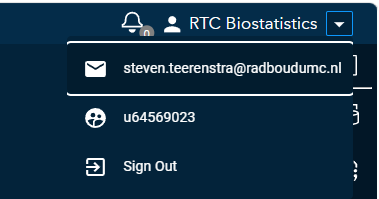 0
RTC Biostatistics
steven.teerenstra@radboudumc.nl
u64569023
Sign Out